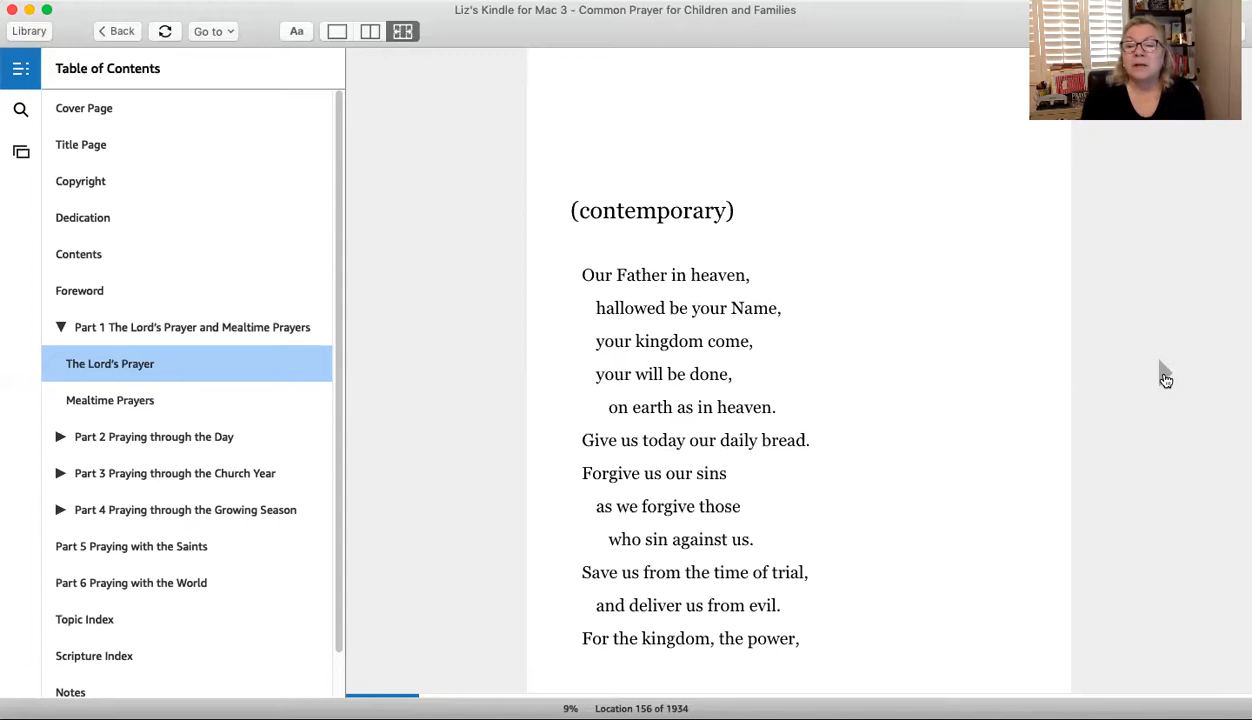 Liz's Kindle for Mac 3 - Common Prayer for Children and Families
Library
Back
Go to
Aa
Table of Contents
Cover Page
Title Page
Copyright
Dedication
Contents
Foreword
Part 1 The Lord's Prayer and Mealtime Prayers
The Lord's Prayer
Mealtime Prayers
Part 2 Praying through the Day
Part 3 Praying through the Church Year
Part 4 Praying through the Growing Season
Part 5 Praying with the Saints
Part 6 Praying with the World
Topic Index
Scripture Index
Notes
(contemporary)
Our Father in heaven,
hallowed be your Name,
your kingdom come,
your will be done,
on earth as in heaven.
Give us today our daily bread.
Forgive us our sins
as we forgive those
who sin against us.
Save us from the time of trial,
and deliver us from evil.
For the kingdom, the power,
9%
Location 156 of 1934